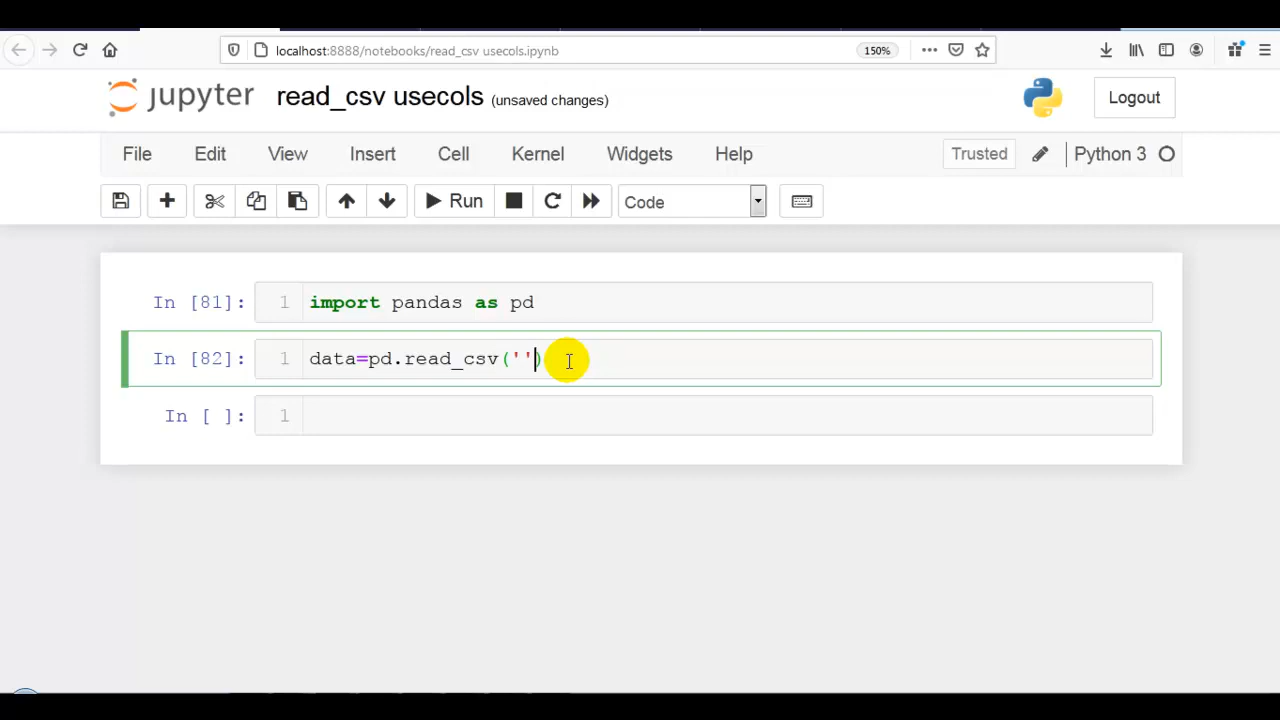 localhost:8888/notebooks/read_csv usecols.ipynb 150%
jupyter read_csv usecols (unsaved changes) Logout
File Edit View Insert Cell Kernel Widgets Help Trusted Python 3
Run Code
In [81]: 1 import pandas as pd
In [82]: 1 data=pd.read_csv('')
In [ ]: 1